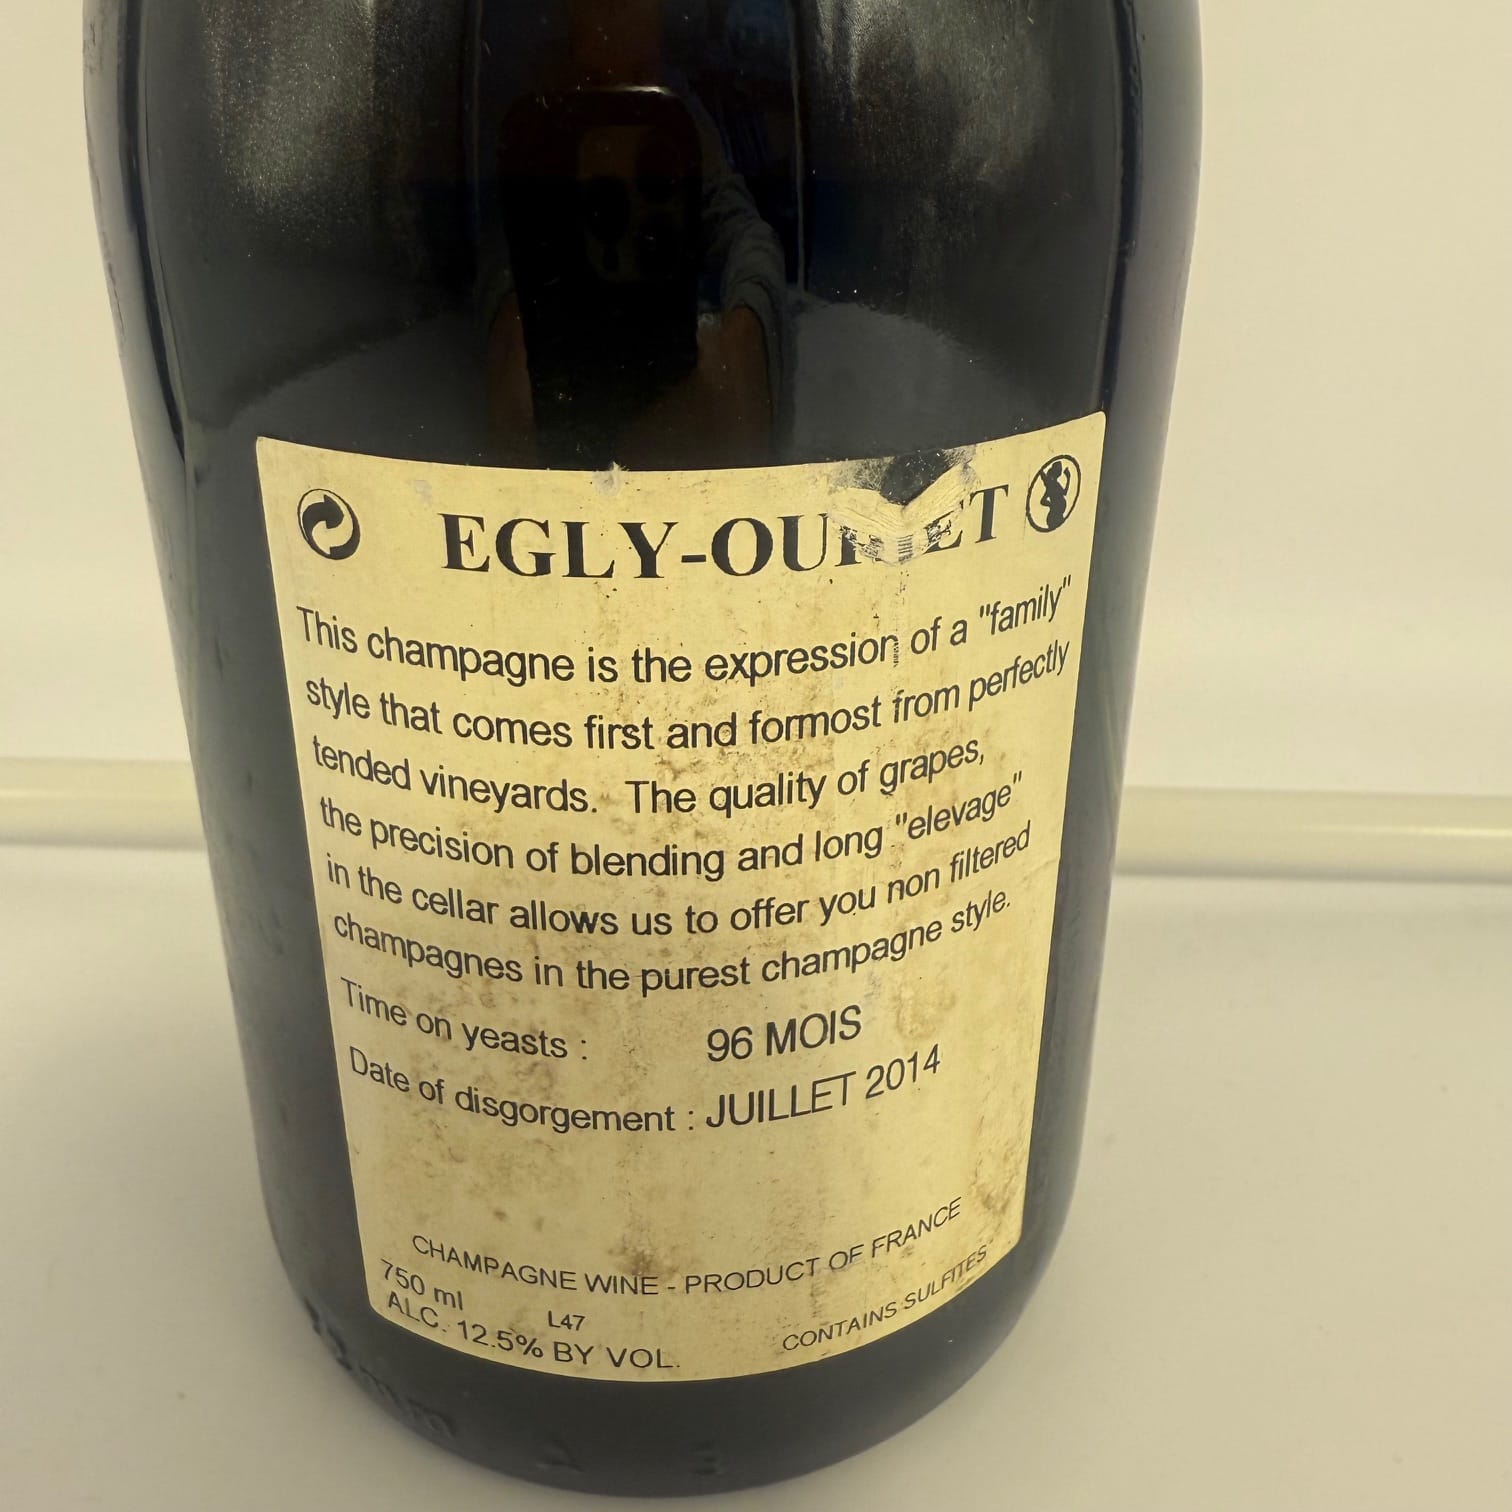 EGLY-OURIET
This champagne is the expression of a "family"
style that comes first and formost from perfectly
tended vineyards. The quality of grapes,
the precision of blending and long "elevage"
in the cellar allows us to offer you non filtered
champagnes in the purest champagne style.
Time on yeasts : 96 MOIS
Date of disgorgement : JUILLET 2014
CHAMPAGNE WINE - PRODUCT OF FRANCE
750 ml L47
ALC. 12.5% BY VOL. CONTAINS SULFITES